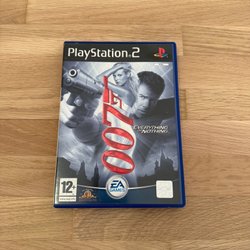 PlayStation 2
007
EVERYTHING
OR NOTHING
12+
EA
GAMES